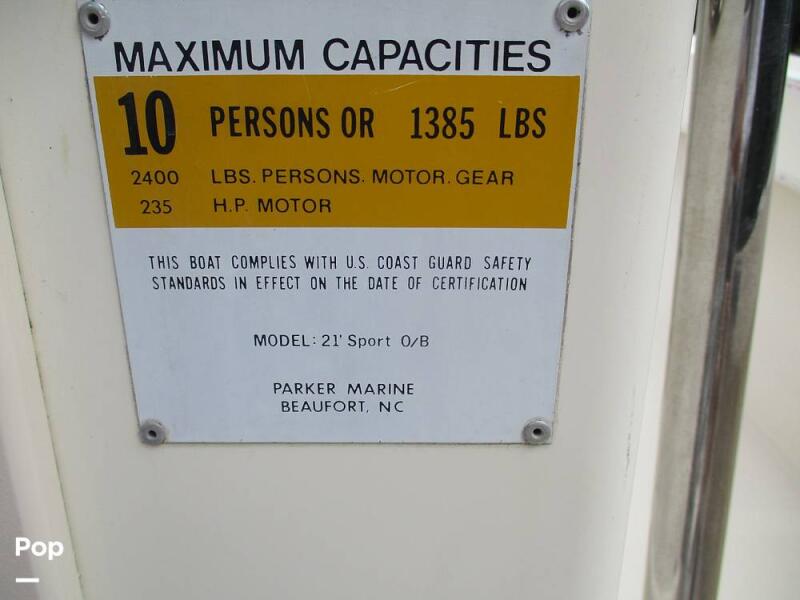 MAXIMUM CAPACITIES
10 PERSONS OR 1385 LBS
2400 LBS. PERSONS. MOTOR. GEAR
235 H.P. MOTOR
THIS BOAT COMPLIES WITH U.S. COAST GUARD SAFETY
STANDARDS IN EFFECT ON THE DATE OF CERTIFICATION
MODEL: 21' Sport O/B
PARKER MARINE
BEAUFORT, NC
Pop